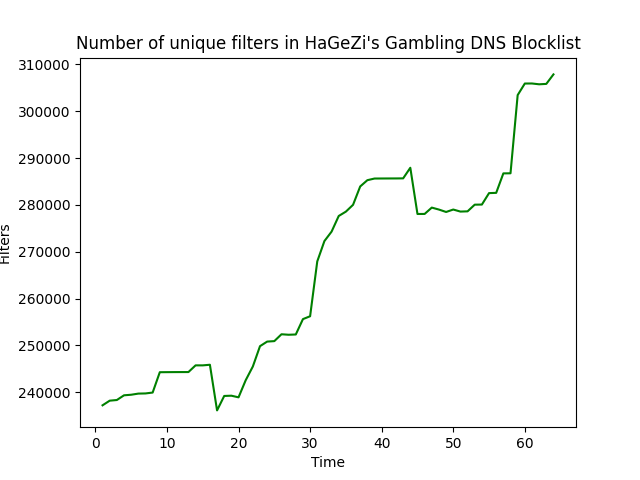 Number of unique filters in HaGeZi's Gambling DNS Blocklist
310000
300000
290000
280000
270000
260000
250000
240000
Filters
0 10 20 30 40 50 60
Time